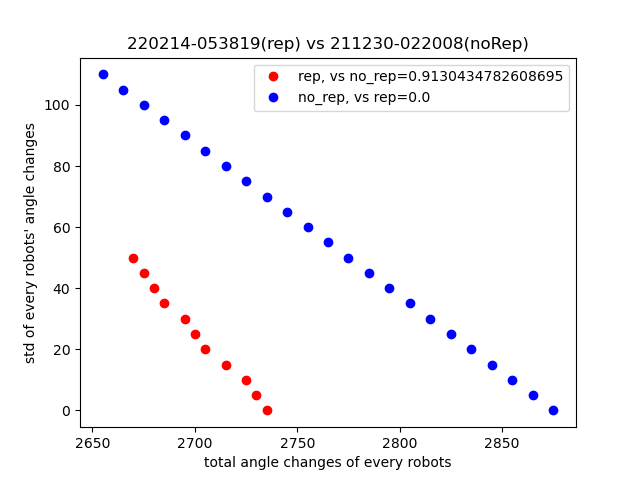 220214-053819(rep) vs 211230-022008(noRep)
rep, vs no_rep=0.9130434782608695
no_rep, vs rep=0.0
std of every robots' angle changes
100
80
60
40
20
0
2650 2700 2750 2800 2850
total angle changes of every robots